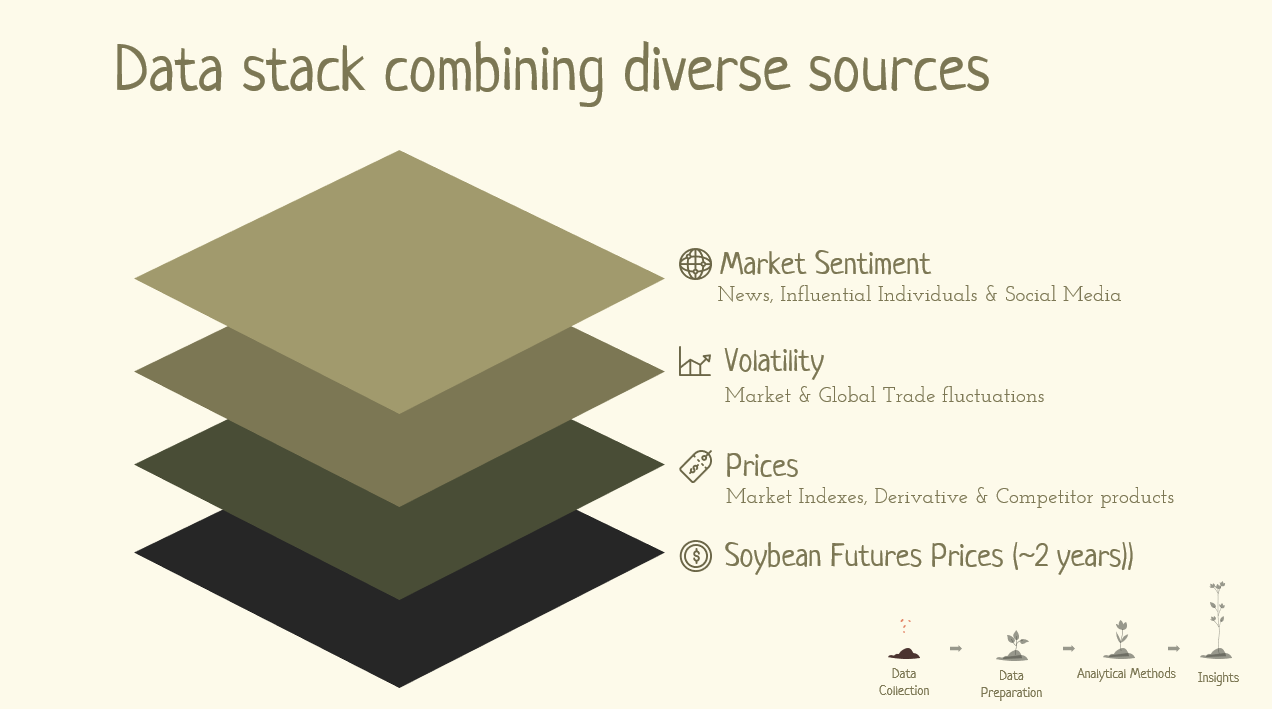 Data stack combining diverse sources
Market Sentiment
News, Influential Individuals & Social Media
Volatility
Market & Global Trade fluctuations
Prices
Market Indexes, Derivative & Competitor products
Soybean Futures Prices (~2 years))
Data
Collection
Data
Preparation
Analytical Methods
Insights